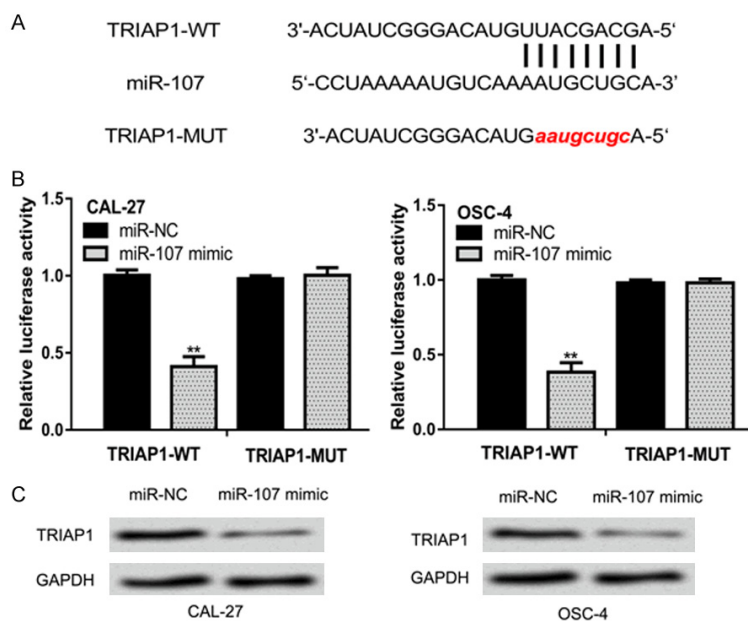 A
TRIAP1-WT 3'-ACUAUCGGGACAUGUUACGACGA-5'
miR-107 5'-CCUAAAAAUGUCAAAAUGCUGCA-3'
TRIAP1-MUT 3'-ACUAUCGGGACAUGaaugcugcA-5'
B
CAL-27
miR-NC
miR-107 mimic
Relative luciferase activity
1.5
1.0
0.5
0.0
**
TRIAP1-WT TRIAP1-MUT
OSC-4
miR-NC
miR-107 mimic
Relative luciferase activity
1.5
1.0
0.5
0.0
**
TRIAP1-WT TRIAP1-MUT
C
miR-NC miR-107 mimic
TRIAP1
GAPDH
CAL-27
miR-NC miR-107 mimic
TRIAP1
GAPDH
OSC-4